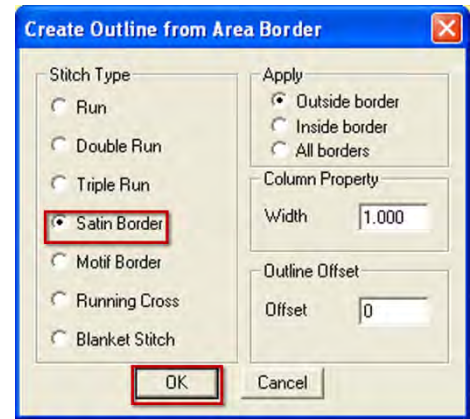 Create Outline from Area Border
Stitch Type
Run
Double Run
Triple Run
Satin Border
Motif Border
Running Cross
Blanket Stitch
Apply
Outside border
Inside border
All borders
Column Property
Width 1.000
Outline Offset
Offset 0
OK Cancel